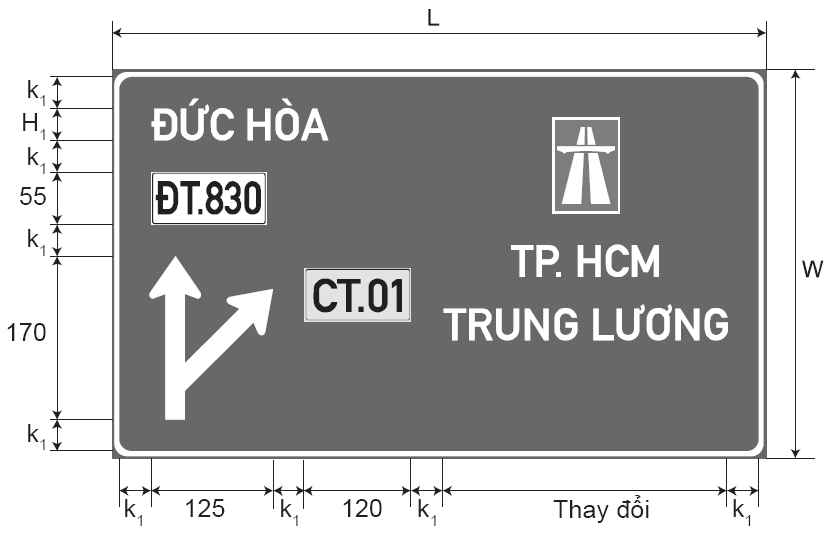 L
k1
H1
k1
55
k1
170
k1
ĐỨC HÒA
ĐT.830
CT.01
TP. HCM
TRUNG LƯƠNG
W
k1
125
k1
120
k1
Thay đổi
k1